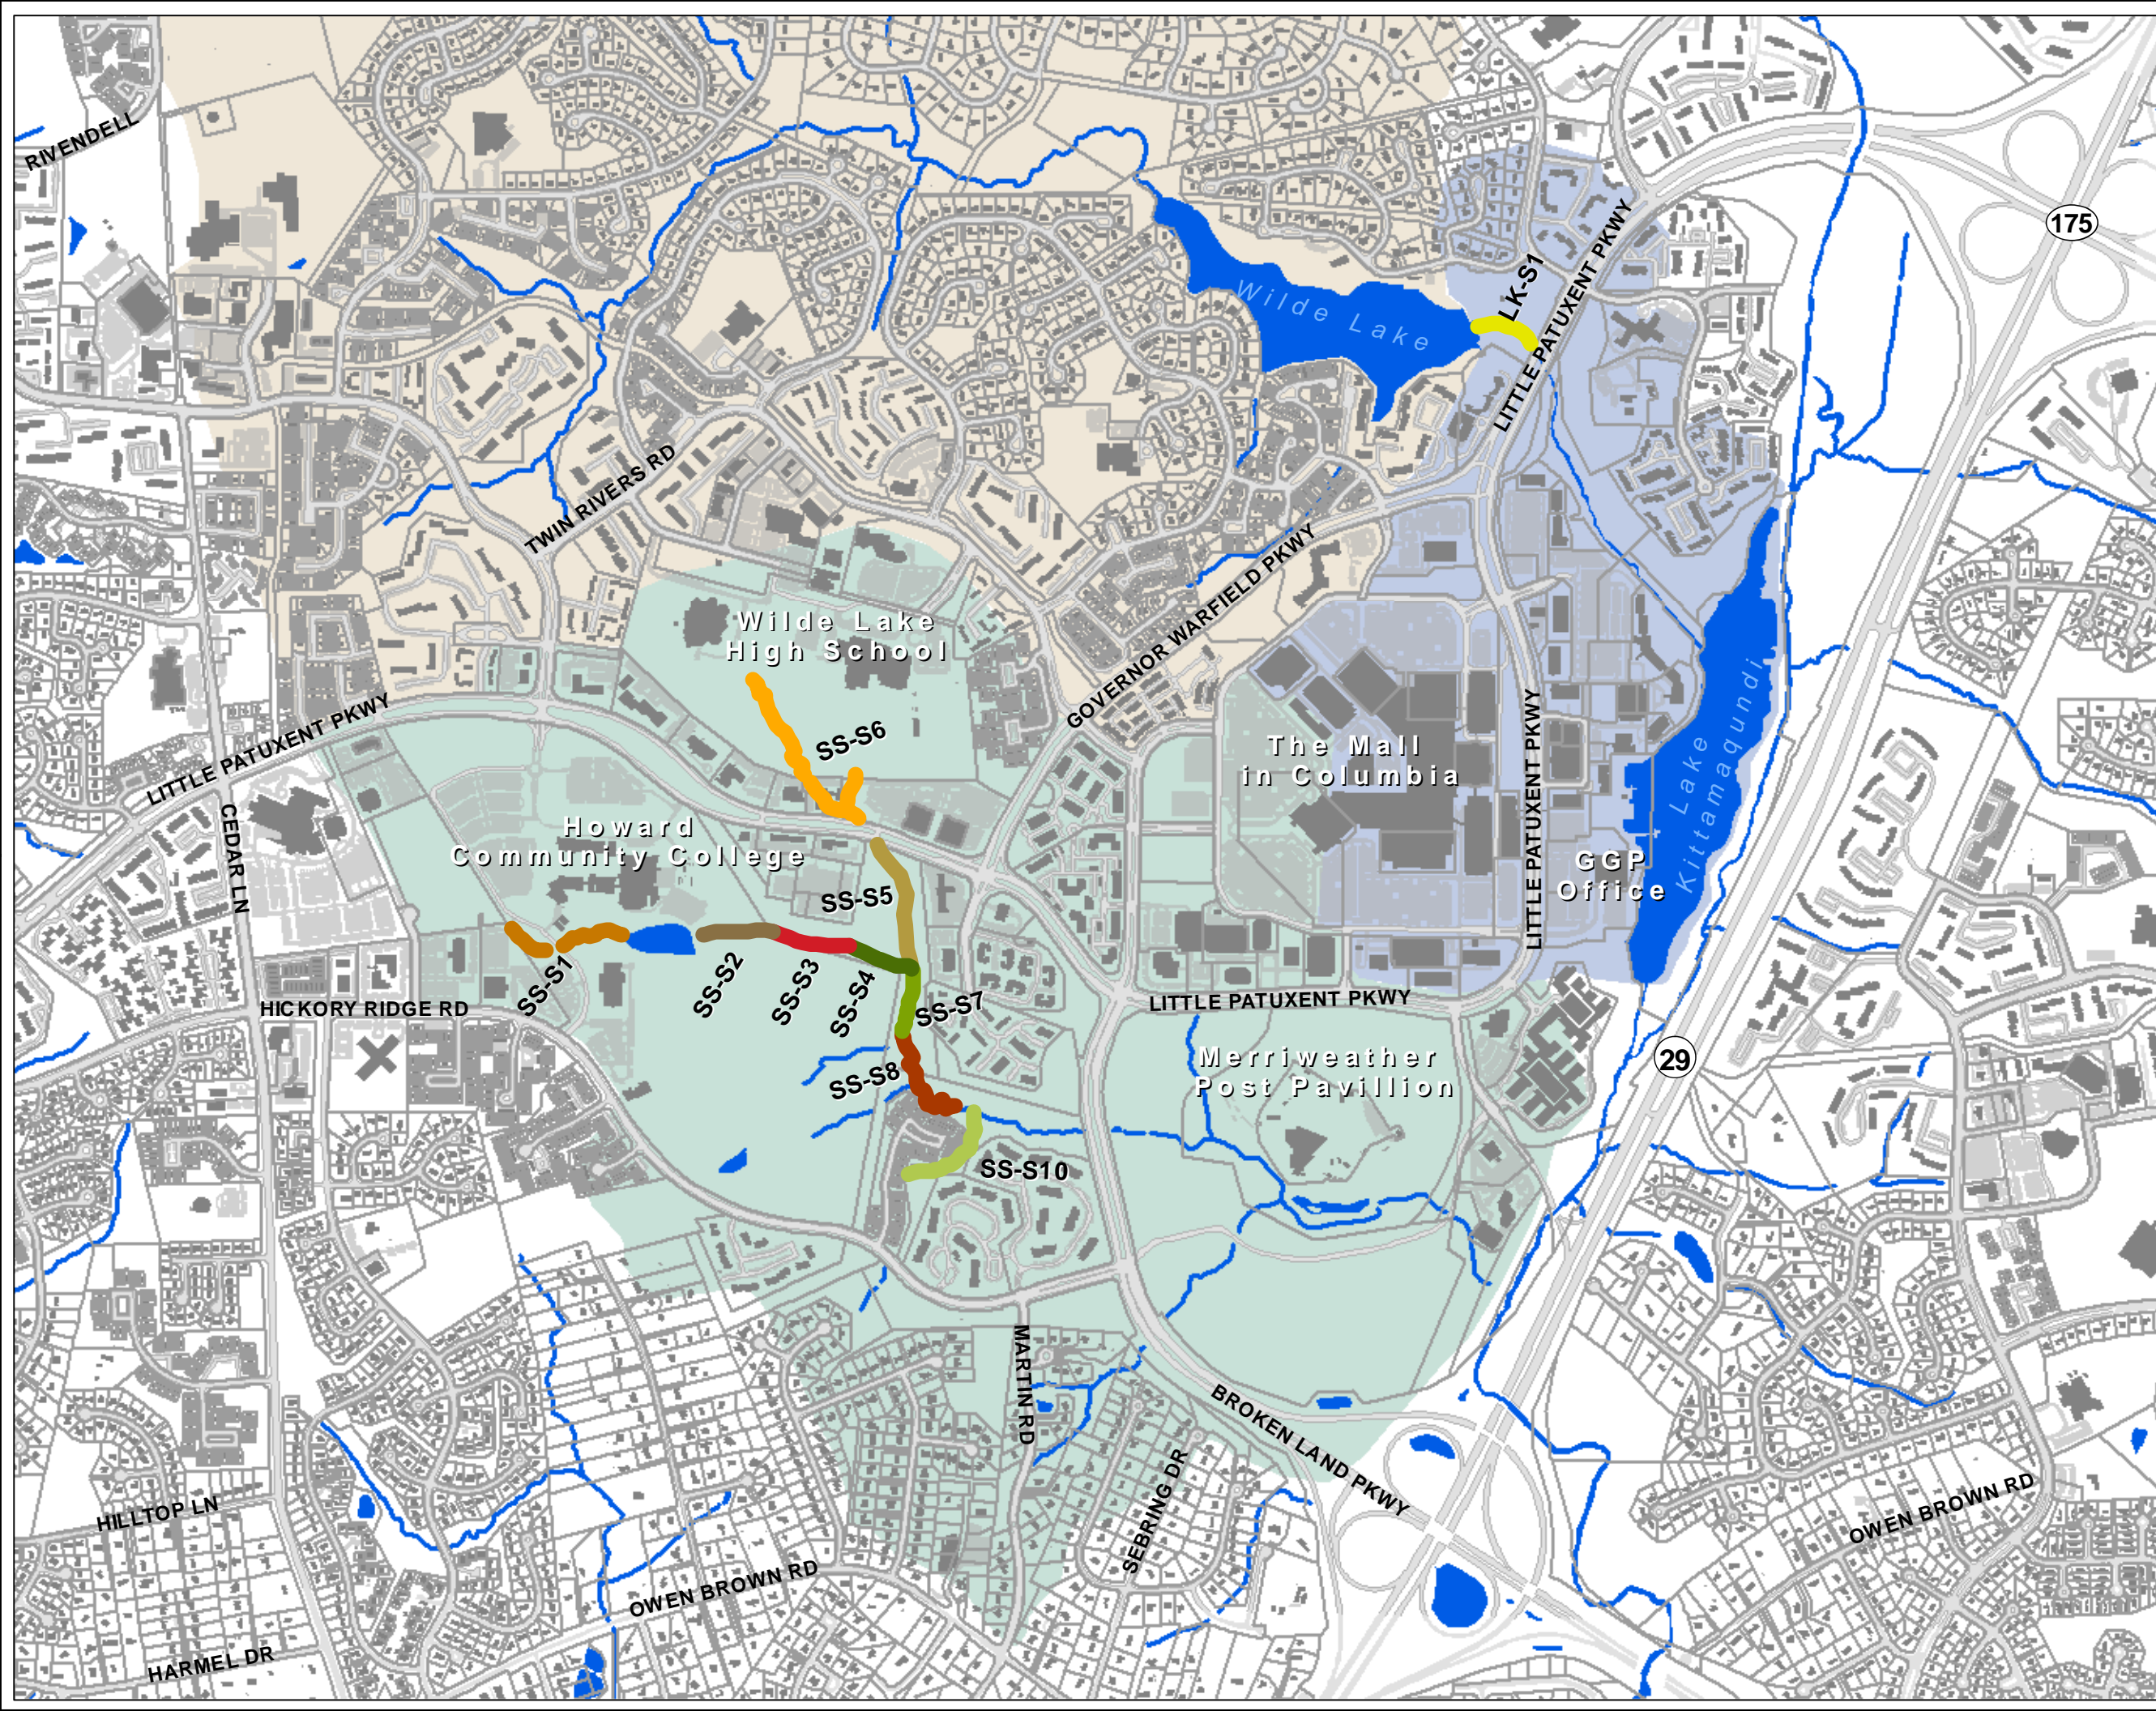 RIVENDELL
175
LK-S1
LITTLE PATUXENT PKWY
Wilde Lake
TWIN RIVERS RD
GOVERNOR WARFIELD PKWY
Wilde Lake
High School
LITTLE PATUXENT PKWY
SS-S6
The Mall
in Columbia
LITTLE PATUXENT PKWY
Lake
Kittamaqundi
CEDAR LN
Howard
Community College
GGP
Office
SS-S5
SS-S1
SS-S2
SS-S3
SS-S4
SS-S7
HICKORY RIDGE RD
LITTLE PATUXENT PKWY
29
SS-S8
Merriweather
Post Pavillion
SS-S10
MARTIN RD
BROKEN LAND PKWY
SEBRING DR
HILLTOP LN
OWEN BROWN RD
OWEN BROWN RD
HARMEL DR